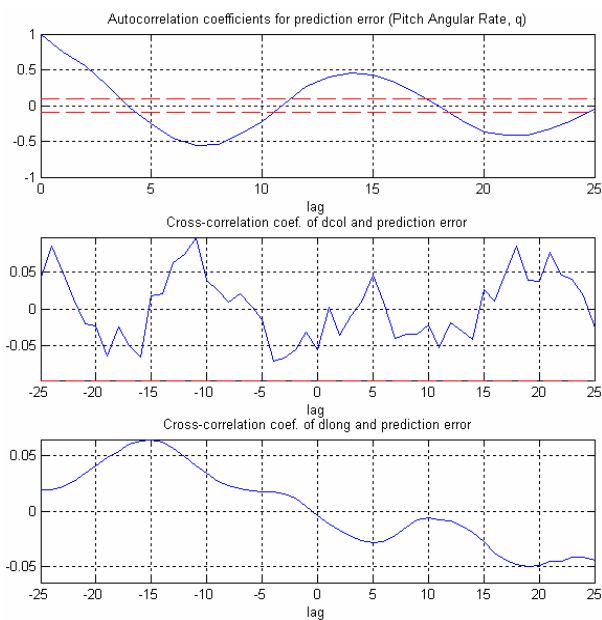 Autocorrelation coefficients for prediction error (Pitch Angular Rate, q)
1
0.5
0
-0.5
-1
0 5 10 15 20 25
lag
Cross-correlation coef. of dcol and prediction error
0.05
0
-0.05
-25 -20 -15 -10 -5 0 5 10 15 20 25
lag
Cross-correlation coef. of dlong and prediction error
0.05
0
-0.05
-25 -20 -15 -10 -5 0 5 10 15 20 25
lag